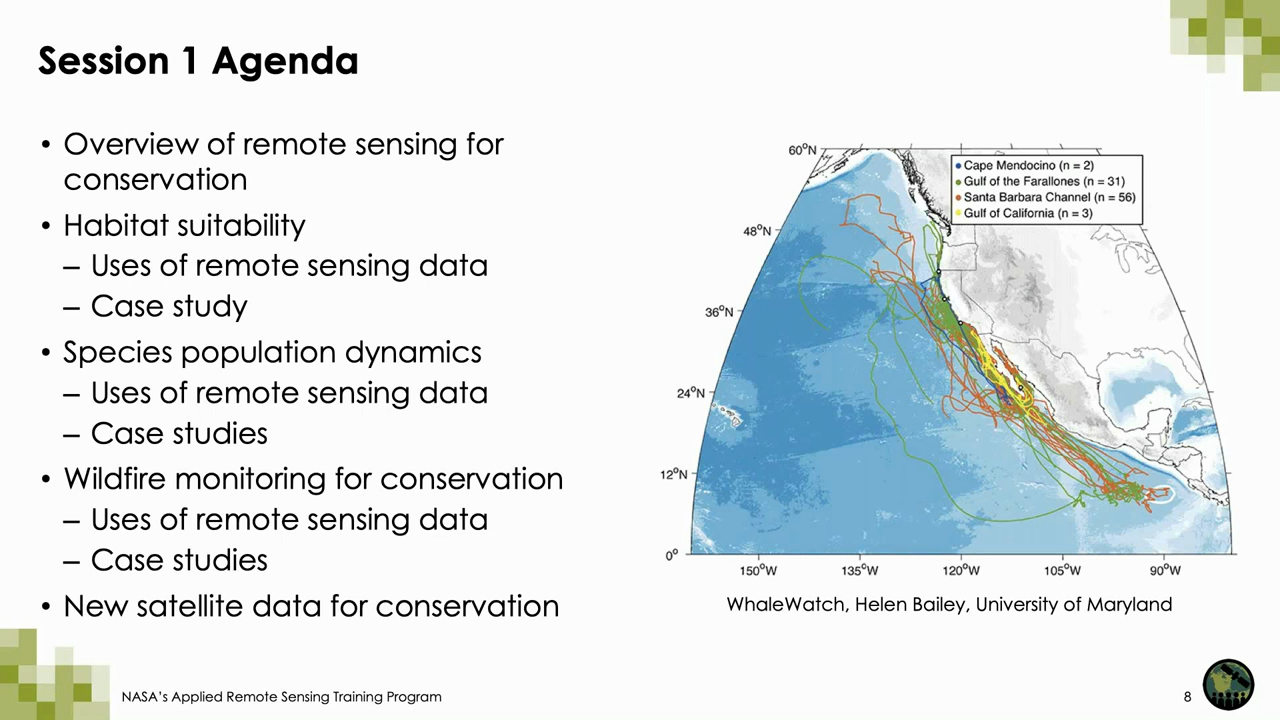 Session 1 Agenda
• Overview of remote sensing for
conservation
• Habitat suitability
– Uses of remote sensing data
– Case study
• Species population dynamics
– Uses of remote sensing data
– Case studies
• Wildfire monitoring for conservation
– Uses of remote sensing data
– Case studies
• New satellite data for conservation
Cape Mendocino (n = 2)
Gulf of the Farallones (n = 31)
Santa Barbara Channel (n = 56)
Gulf of California (n = 3)
60°N
48°N
36°N
24°N
12°N
0°
150°W 135°W 120°W 105°W 90°W
WhaleWatch, Helen Bailey, University of Maryland
NASA's Applied Remote Sensing Training Program
8